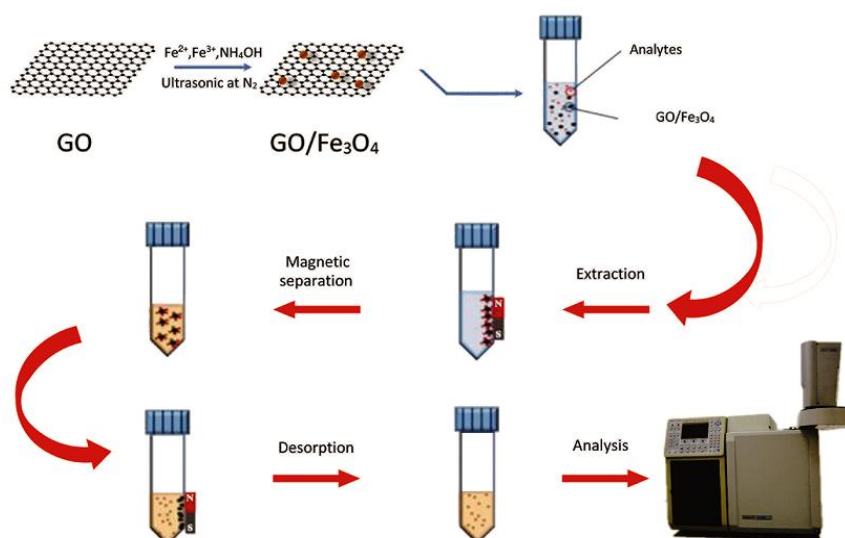 Fe²⁺,Fe³⁺,NH₄OH
Ultrasonic at N₂
Analytes
GO/Fe₃O₄
GO
GO/Fe₃O₄
Magnetic
separation
Extraction
N
S
Desorption
Analysis
N
S